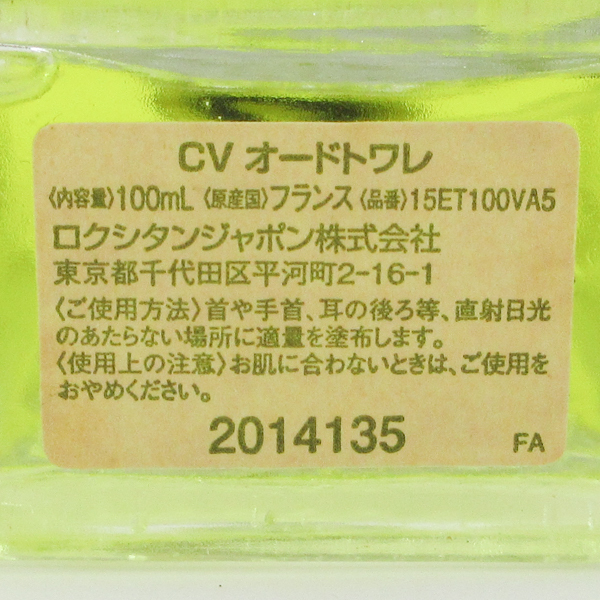 CV オードトワレ
〈内容量〉100mL〈原産国〉フランス〈品番〉15ET100VA5
ロクシタンジャポン株式会社
東京都千代田区平河町2-16-1
〈ご使用方法〉首や手首、耳の後ろ等、直射日光
のあたらない場所に適量を塗布します。
〈使用上の注意〉お肌に合わないときは、ご使用を
おやめください。
2014135
FA